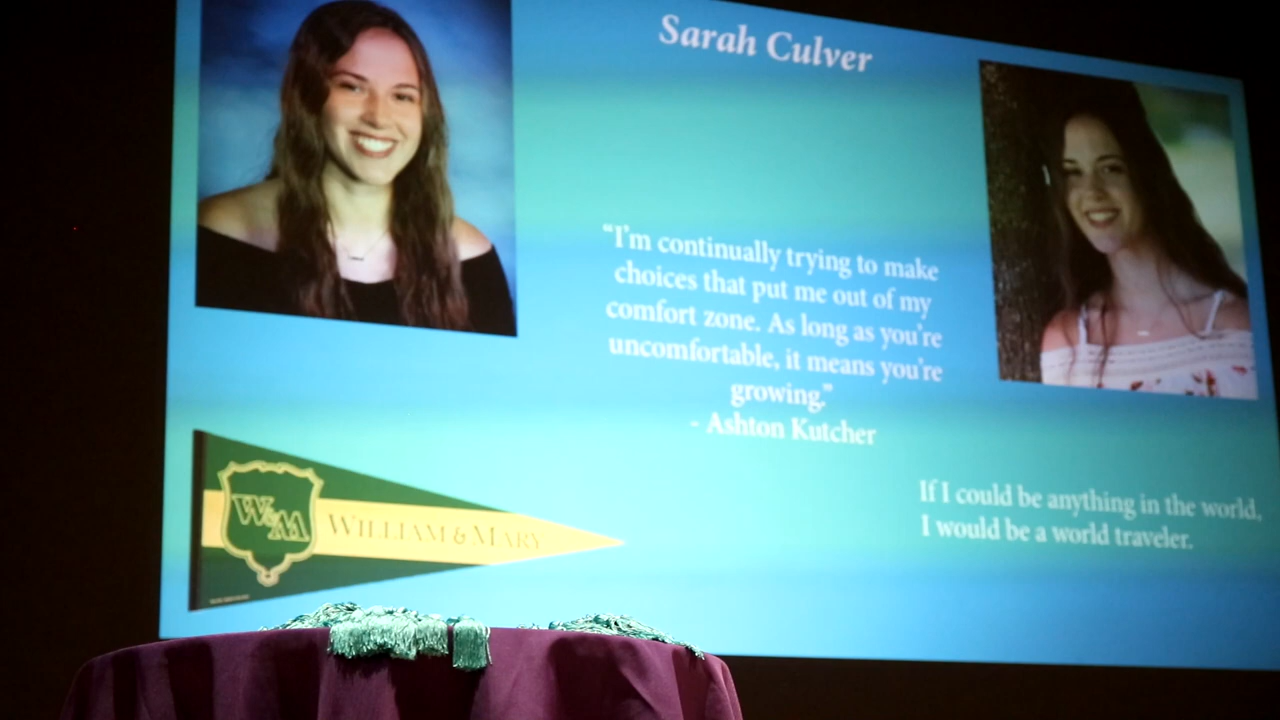 Sarah Culver
“I'm continually trying to make
choices that put me out of my
comfort zone. As long as you're
uncomfortable, it means you're
growing.”
- Ashton Kutcher
If I could be anything in the world,
I would be a world traveler.
W&M
WILLIAM & MARY